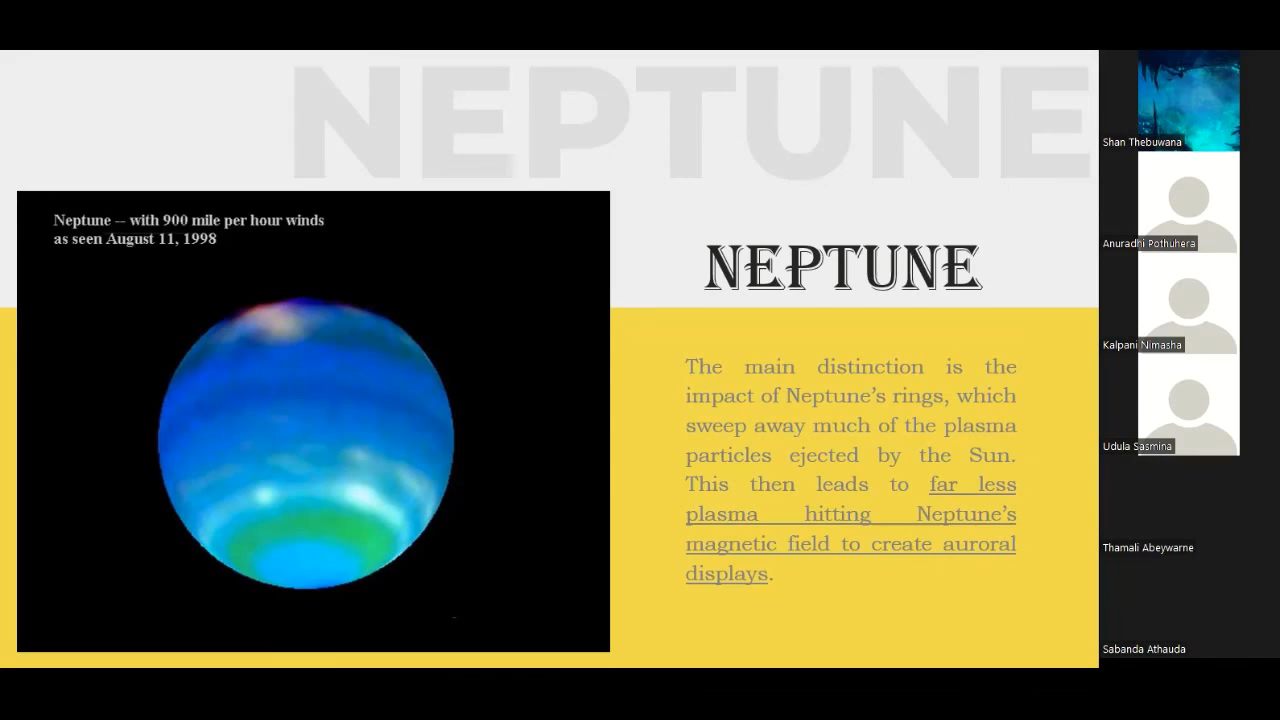 NEPTUNE
Neptune -- with 900 mile per hour winds
as seen August 11, 1998
NEPTUNE
The main distinction is the
impact of Neptune's rings, which
sweep away much of the plasma
particles ejected by the Sun.
This then leads to far less
plasma hitting Neptune's
magnetic field to create auroral
displays.
Shan Thebuwana
Anuradhi Pothuhera
Kalpani Nimasha
Udula Sasmina
Thamali Abeywarne
Sabanda Athauda